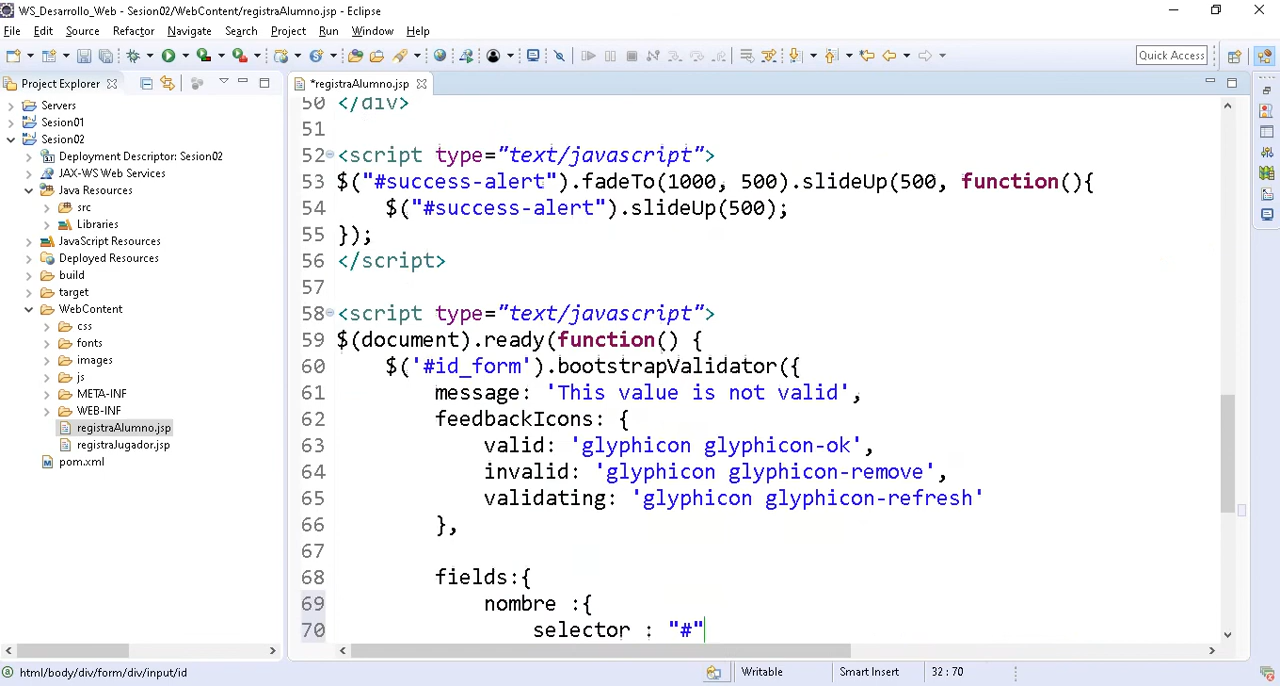 WS_Desarrollo_Web - Sesion02/WebContent/registraAlumno.jsp - Eclipse
File Edit Source Refactor Navigate Search Project Run Window Help
Quick Access
Project Explorer
*registraAlumno.jsp
Servers
Sesion01
Sesion02
Deployment Descriptor: Sesion02
JAX-WS Web Services
Java Resources
src
Libraries
JavaScript Resources
Deployed Resources
build
target
WebContent
css
fonts
images
js
META-INF
WEB-INF
registraAlumno.jsp
registraJugador.jsp
pom.xml
50 </div>
51
52 <script type="text/javascript">
53 $("#success-alert").fadeTo(1000, 500).slideUp(500, function(){
54 $("#success-alert").slideUp(500);
55 });
56 </script>
57
58 <script type="text/javascript">
59 $(document).ready(function() {
60 $('#id_form').bootstrapValidator({
61 message: 'This value is not valid',
62 feedbackIcons: {
63 valid: 'glyphicon glyphicon-ok',
64 invalid: 'glyphicon glyphicon-remove',
65 validating: 'glyphicon glyphicon-refresh'
66 },
67
68 fields:{
69 nombre :{
70 selector : "#"
html/body/div/form/div/input/id
Writable
Smart Insert
32 : 70